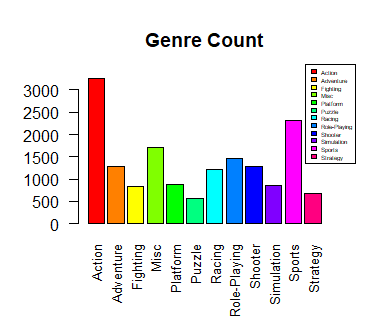 Genre Count
3000
2500
2000
1500
1000
500
0
Action
Adventure
Fighting
Misc
Platform
Puzzle
Racing
Role-Playing
Shooter
Simulation
Sports
Strategy
Action
Adventure
Fighting
Misc
Platform
Puzzle
Racing
Role-Playing
Shooter
Simulation
Sports
Strategy